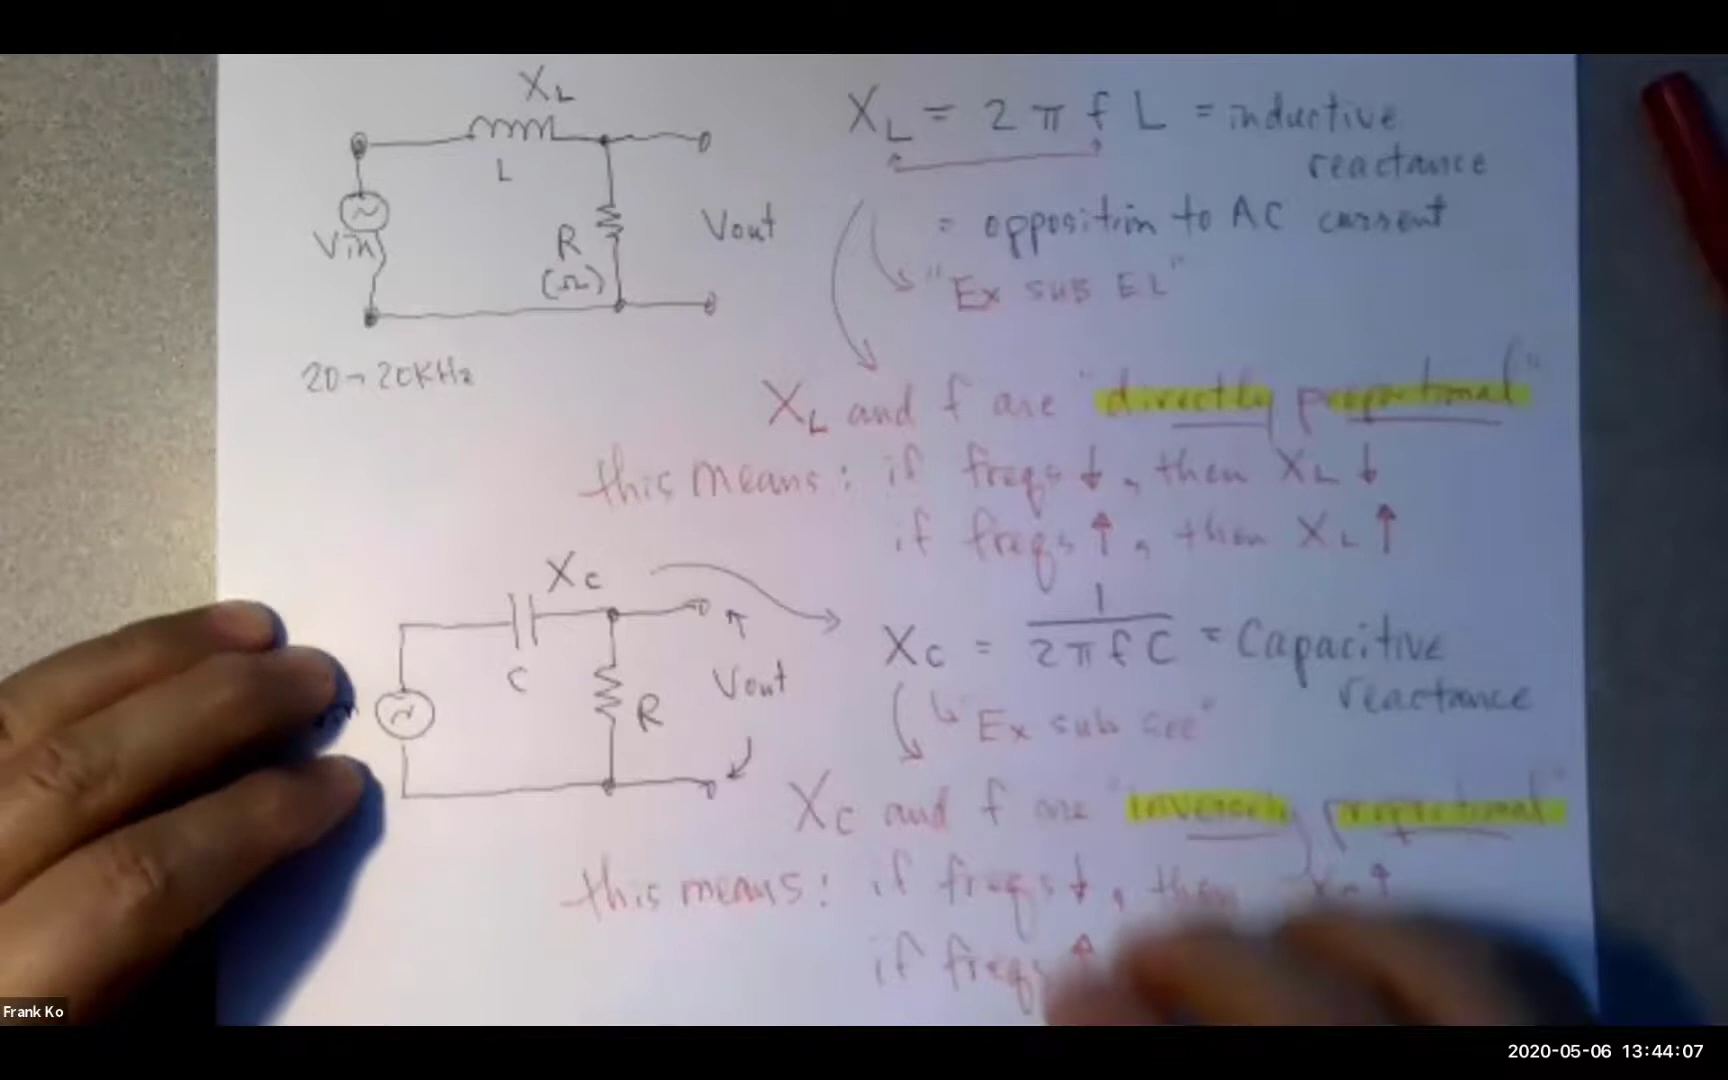 XL
L
Vin
R
(Ω)
Vout
20→20KHz
XL = 2πfL = inductive
reactance
= opposition to AC current
"Ex sub EL"
XL and f are "directly proportional"
this means: if freqs ↓, then XL ↓
if freqs ↑, then XL ↑
Xc
C
R
Vout
Xc = 1/2πfC = Capacitive
reactance
"Ex sub cee"
Xc and f are "inversely proportional"
this means: if freqs ↓, then Xc ↑
if freqs ↑
Frank Ko
2020-05-06 13:44:07